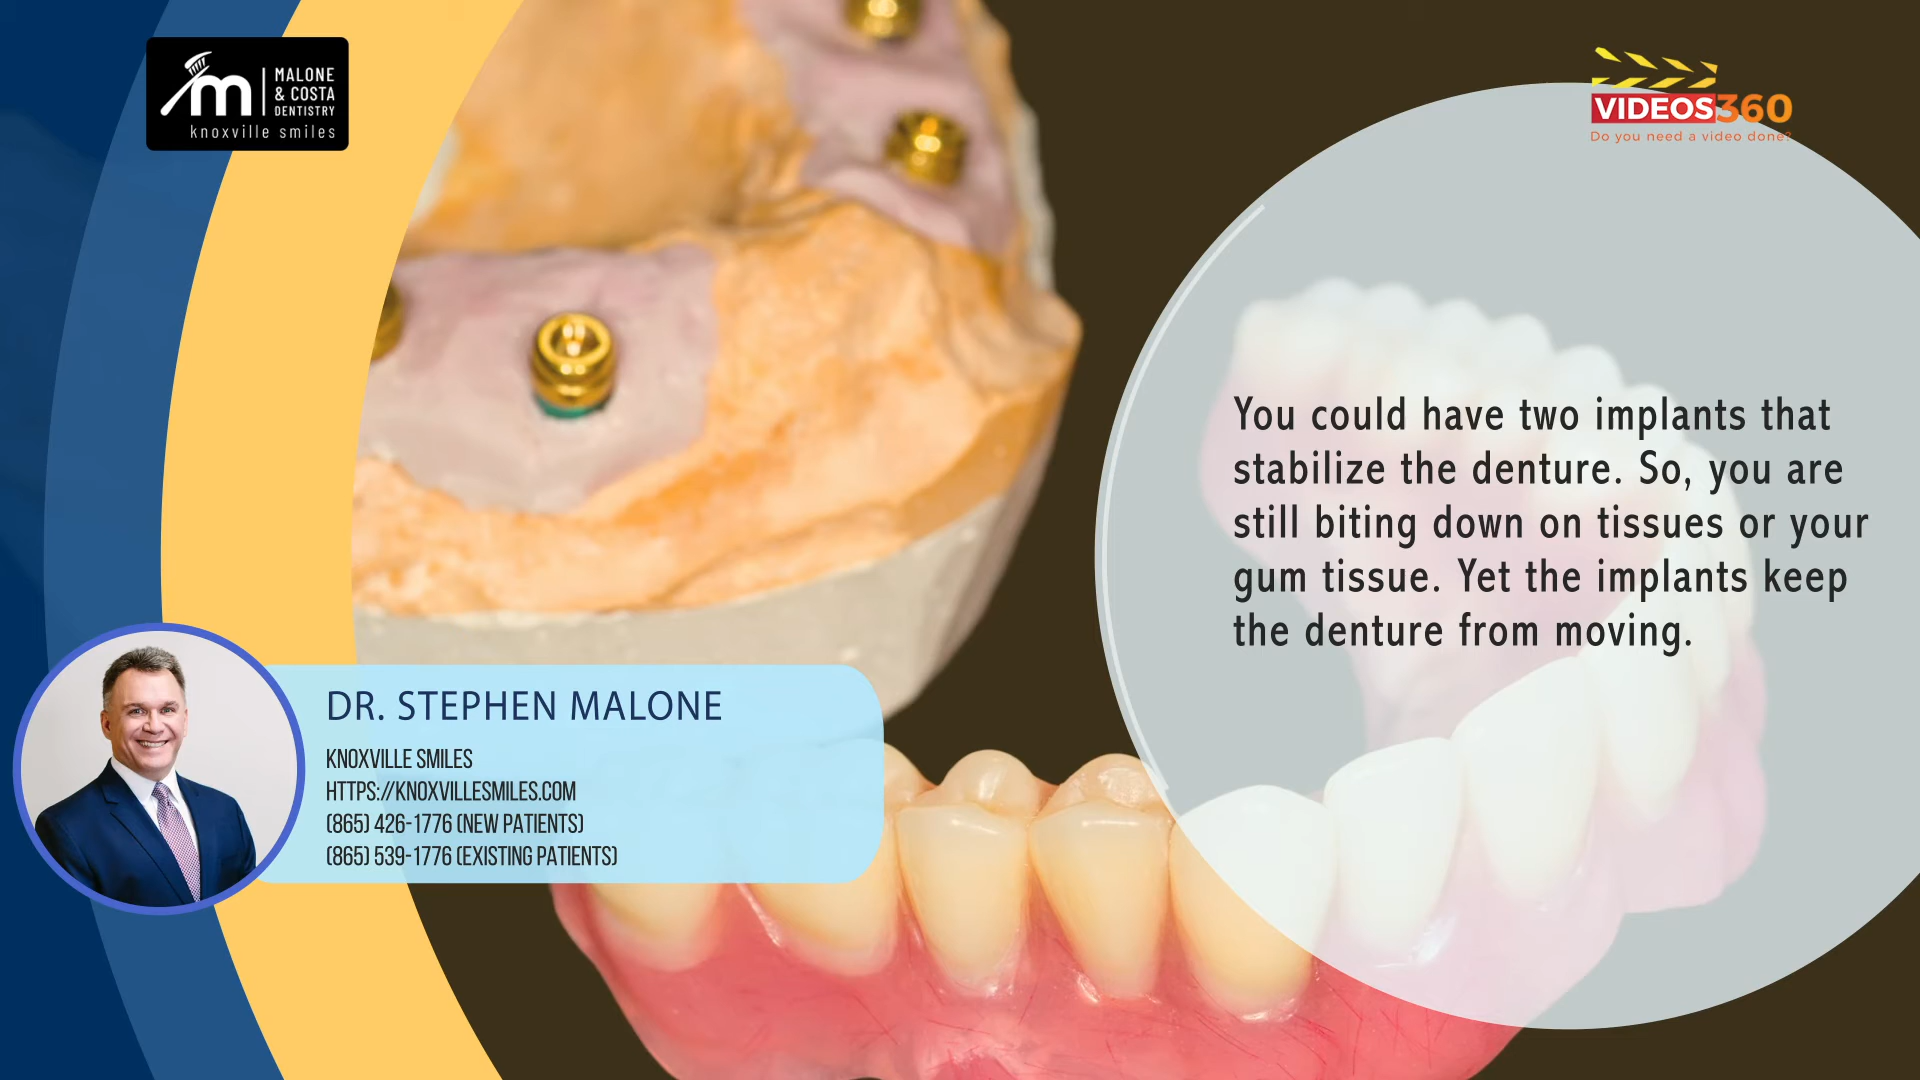 m
MALONE
& COSTA
DENTISTRY
knoxville smiles
VIDEOS360
Do you need a video done?
You could have two implants that
stabilize the denture. So, you are
still biting down on tissues or your
gum tissue. Yet the implants keep
the denture from moving.
DR. STEPHEN MALONE
KNOXVILLE SMILES
HTTPS://KNOXVILLESMILES.COM
(865) 426-1776 (NEW PATIENTS)
(865) 539-1776 (EXISTING PATIENTS)